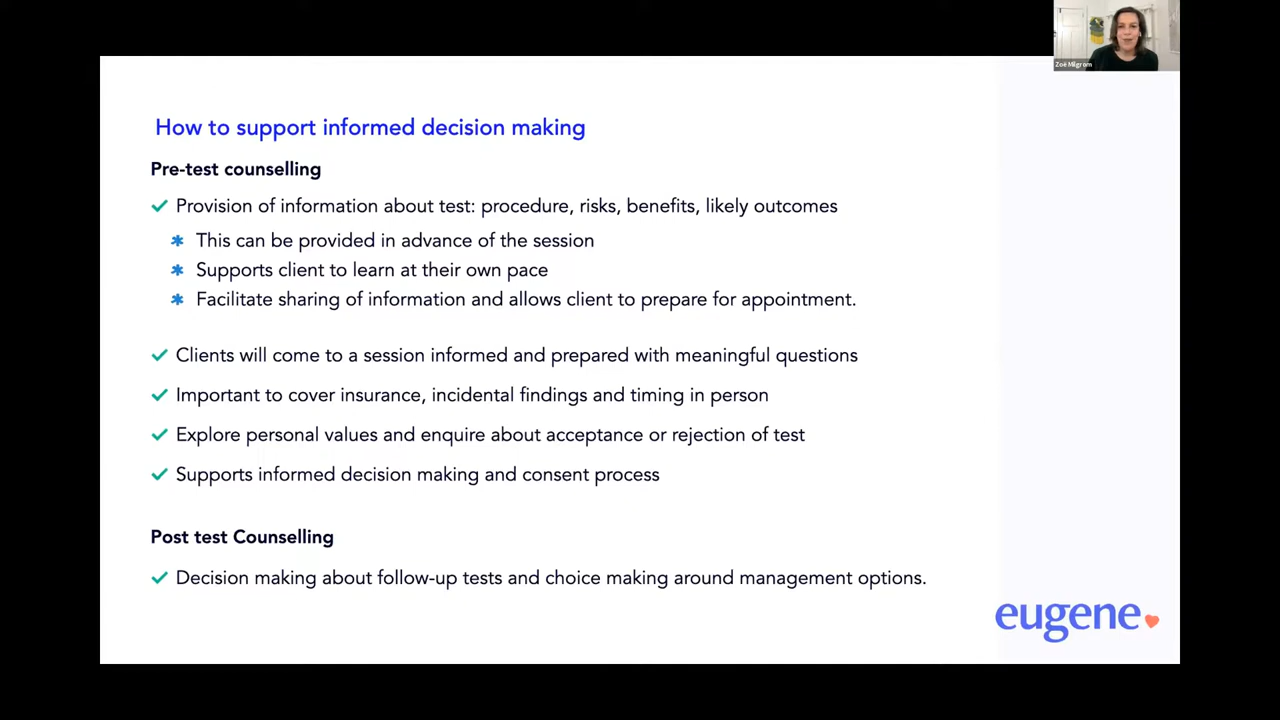 Zoë Milgrom
How to support informed decision making
Pre-test counselling
Provision of information about test: procedure, risks, benefits, likely outcomes
This can be provided in advance of the session
Supports client to learn at their own pace
Facilitate sharing of information and allows client to prepare for appointment.
Clients will come to a session informed and prepared with meaningful questions
Important to cover insurance, incidental findings and timing in person
Explore personal values and enquire about acceptance or rejection of test
Supports informed decision making and consent process
Post test Counselling
Decision making about follow-up tests and choice making around management options.
eugene